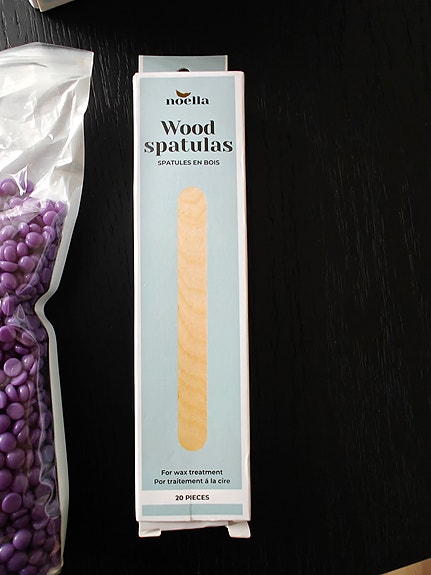 noella
Wood
spatulas
SPATULES EN BOIS
For wax treatment
Por traitement á la cire
20 PIECES